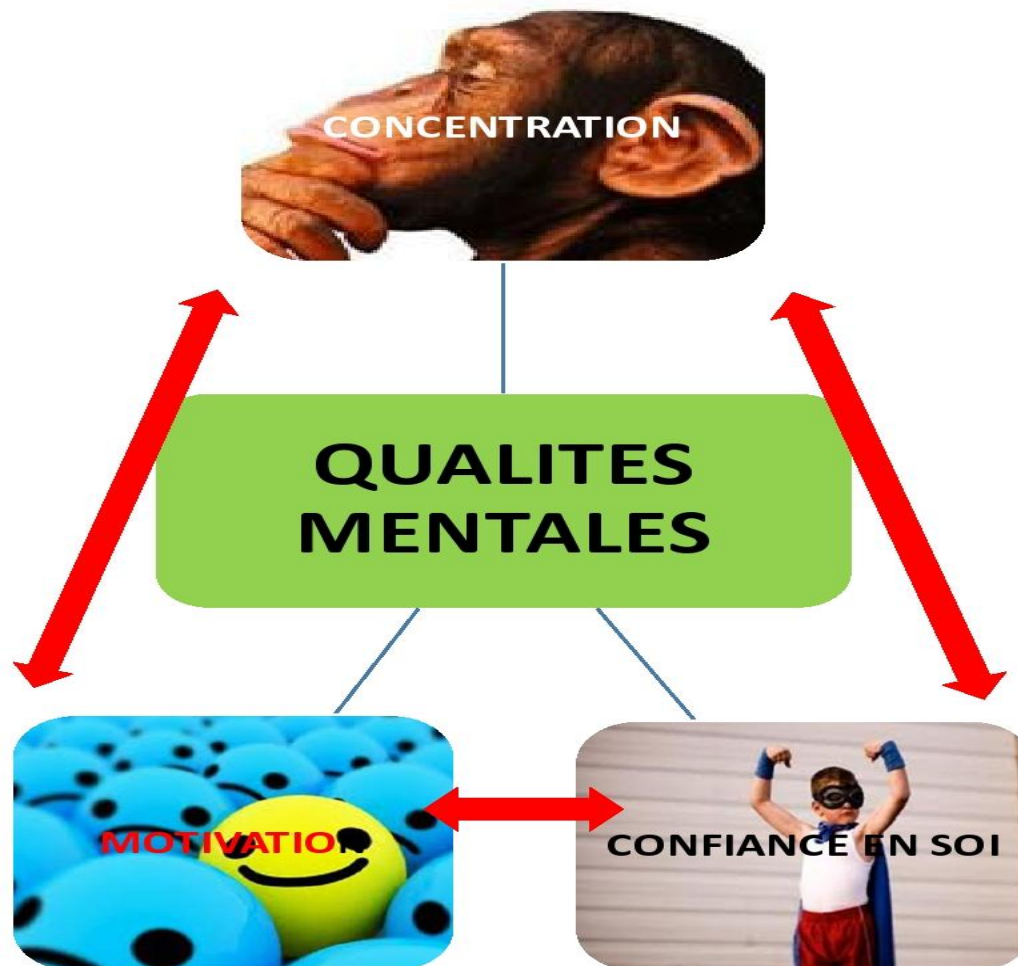 CONCENTRATION
QUALITES
MENTALES
MOTIVATION
CONFIANCE EN SOI